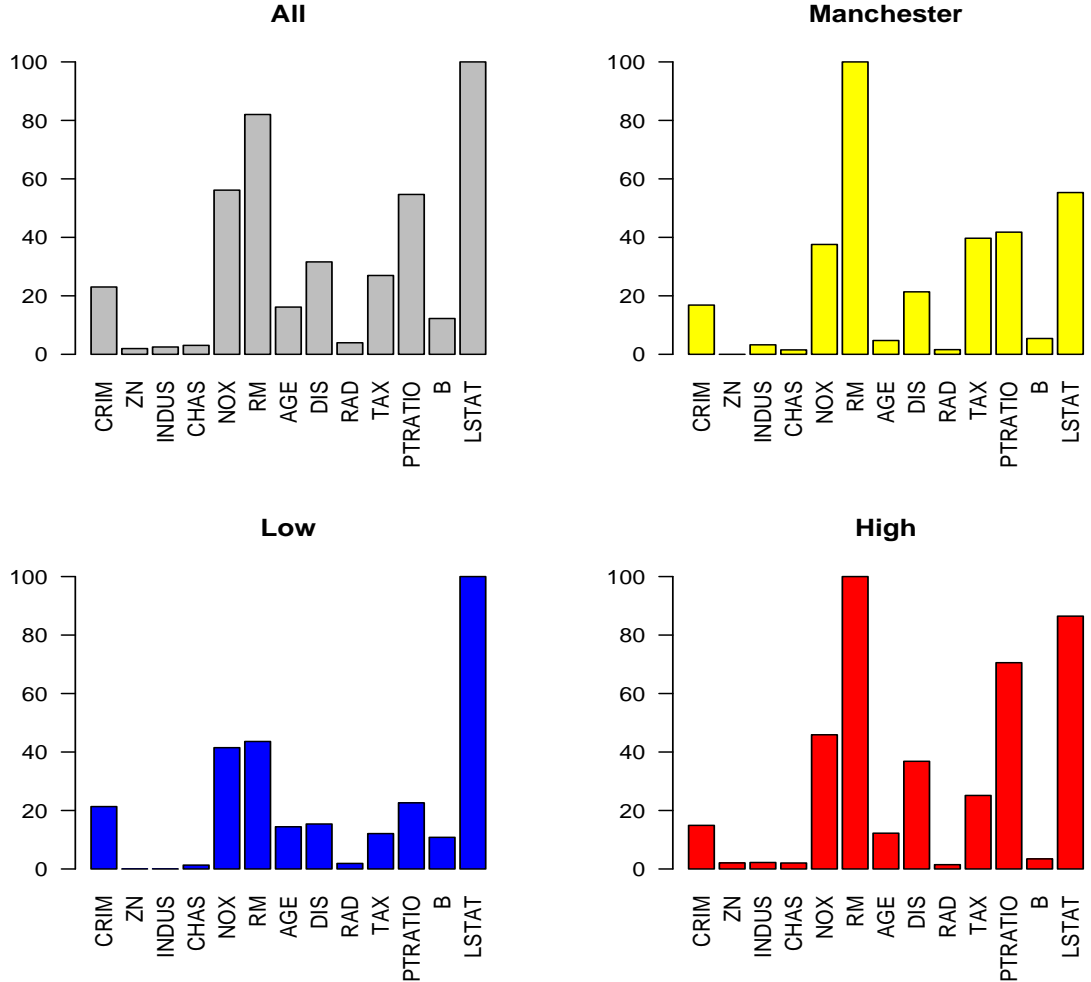 All
100
80
60
40
20
0
CRIM
ZN
INDUS
CHAS
NOX
RM
AGE
DIS
RAD
TAX
PTRATIO
B
LSTAT
Manchester
100
80
60
40
20
0
CRIM
ZN
INDUS
CHAS
NOX
RM
AGE
DIS
RAD
TAX
PTRATIO
B
LSTAT
Low
100
80
60
40
20
0
CRIM
ZN
INDUS
CHAS
NOX
RM
AGE
DIS
RAD
TAX
PTRATIO
B
LSTAT
High
100
80
60
40
20
0
CRIM
ZN
INDUS
CHAS
NOX
RM
AGE
DIS
RAD
TAX
PTRATIO
B
LSTAT